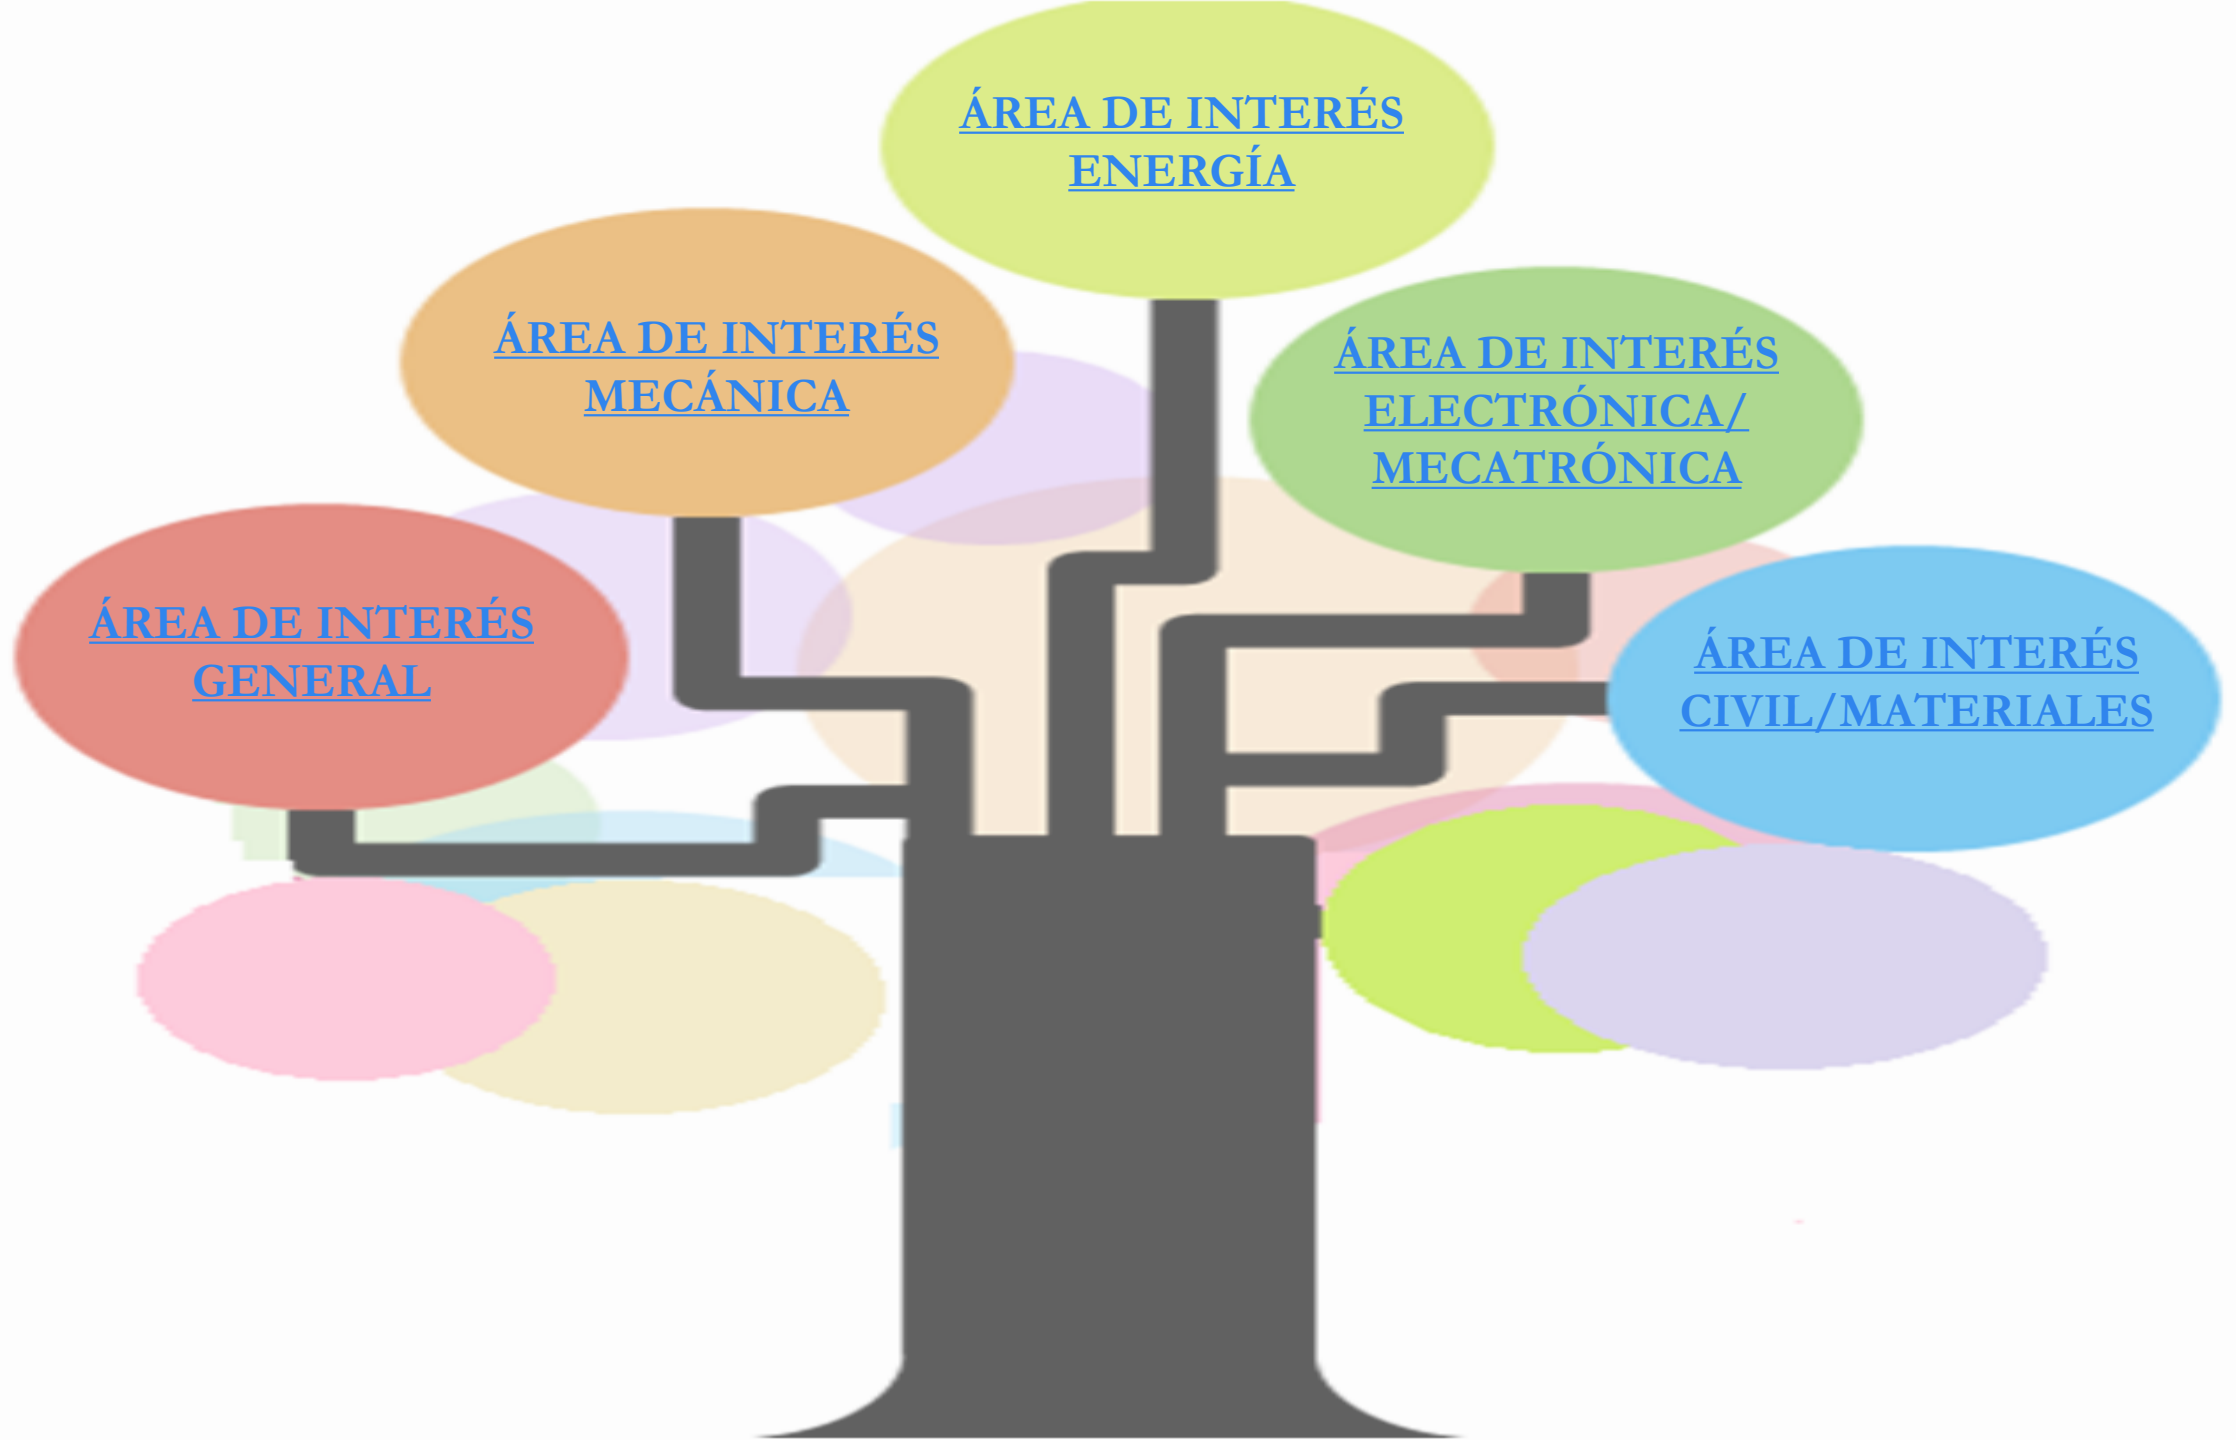 ÁREA DE INTERÉS
ENERGÍA
ÁREA DE INTERÉS
MECÁNICA
ÁREA DE INTERÉS
ELECTRÓNICA/
MECATRÓNICA
ÁREA DE INTERÉS
GENERAL
ÁREA DE INTERÉS
CIVIL/MATERIALES